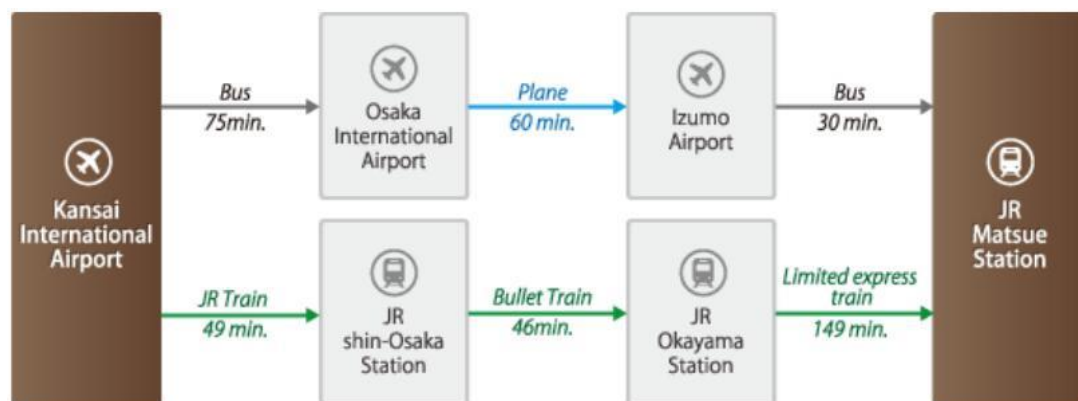 Kansai
International
Airport
Bus
75min.
Osaka
International
Airport
Plane
60 min.
Izumo
Airport
Bus
30 min.
JR Train
49 min.
JR
shin-Osaka
Station
Bullet Train
46min.
JR
Okayama
Station
Limited express
train
149 min.
JR
Matsue
Station